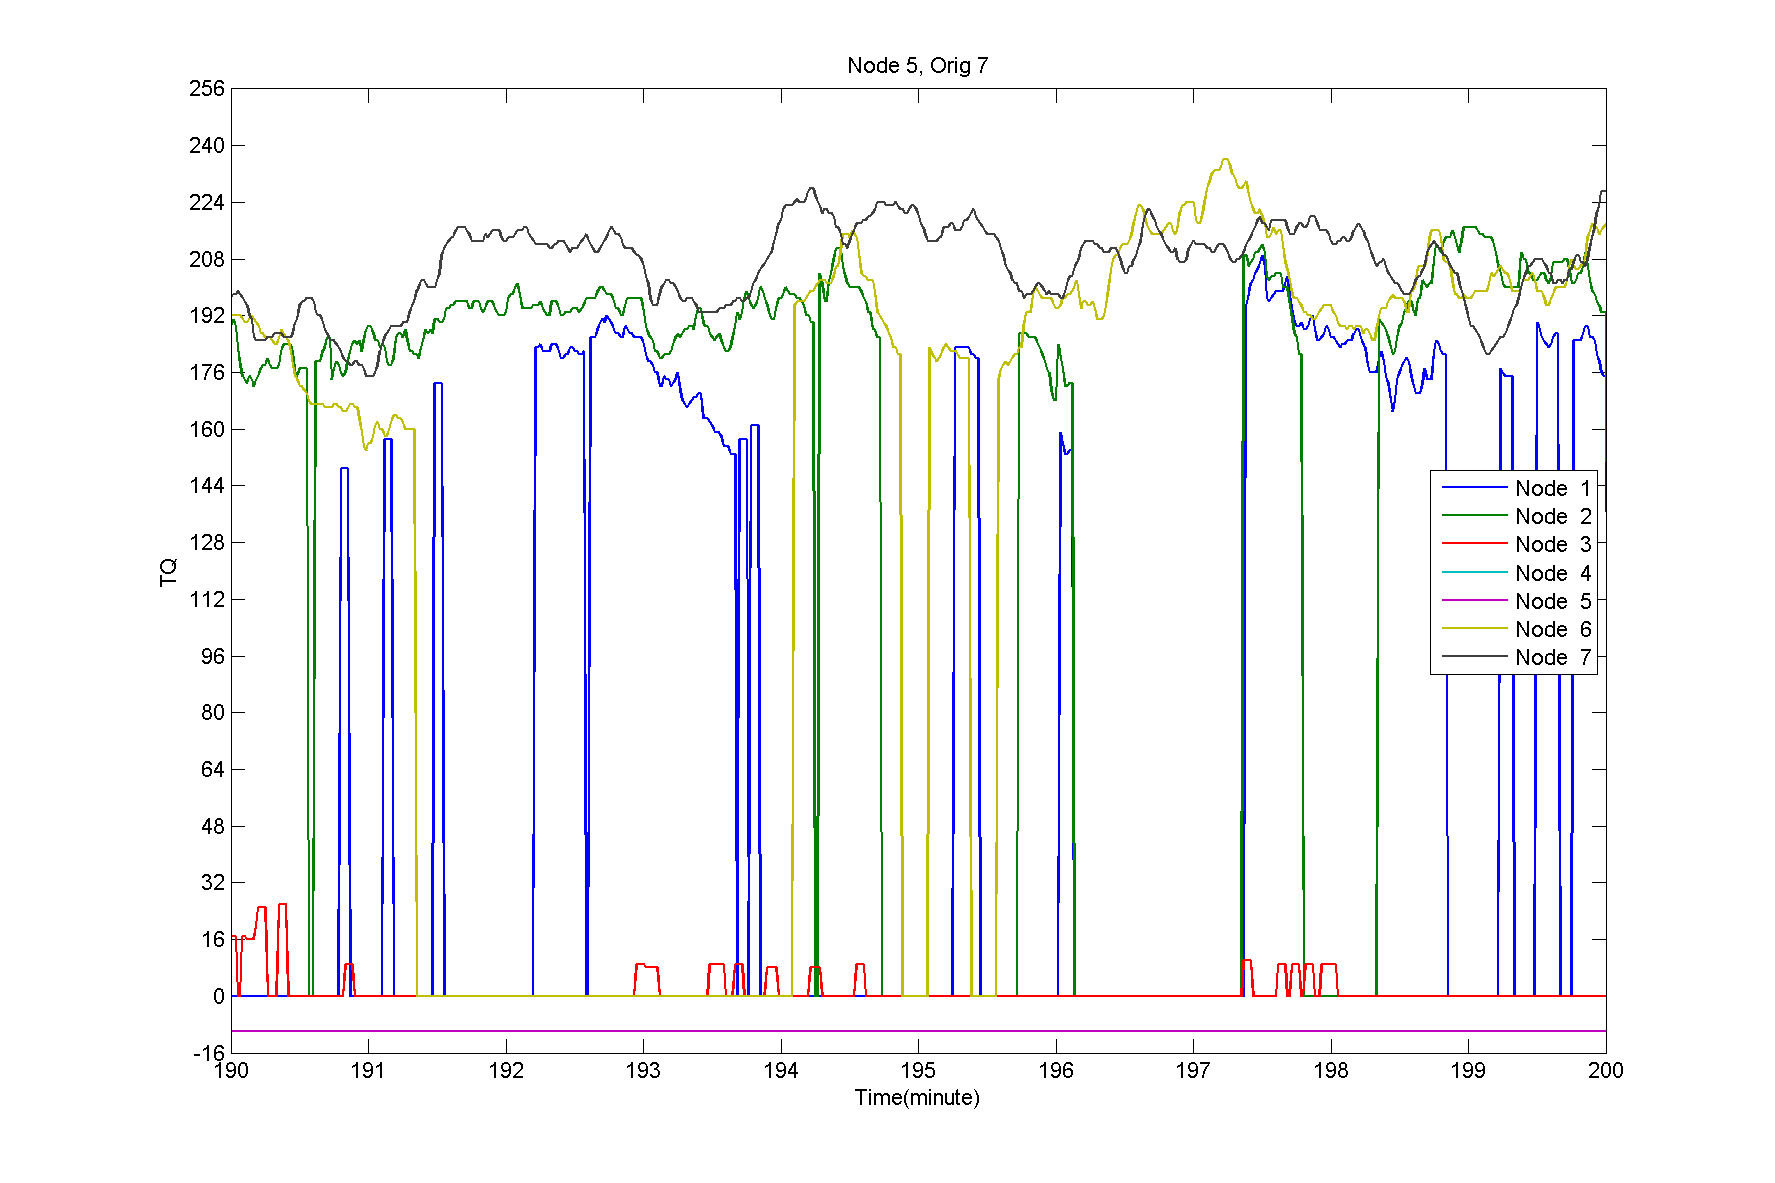 Node 5, Orig 7
256
240
224
208
192
176
160
144
128
112
96
80
64
48
32
16
0
-16
TQ
190 191 192 193 194 195 196 197 198 199 200
Time(minute)
Node 1
Node 2
Node 3
Node 4
Node 5
Node 6
Node 7